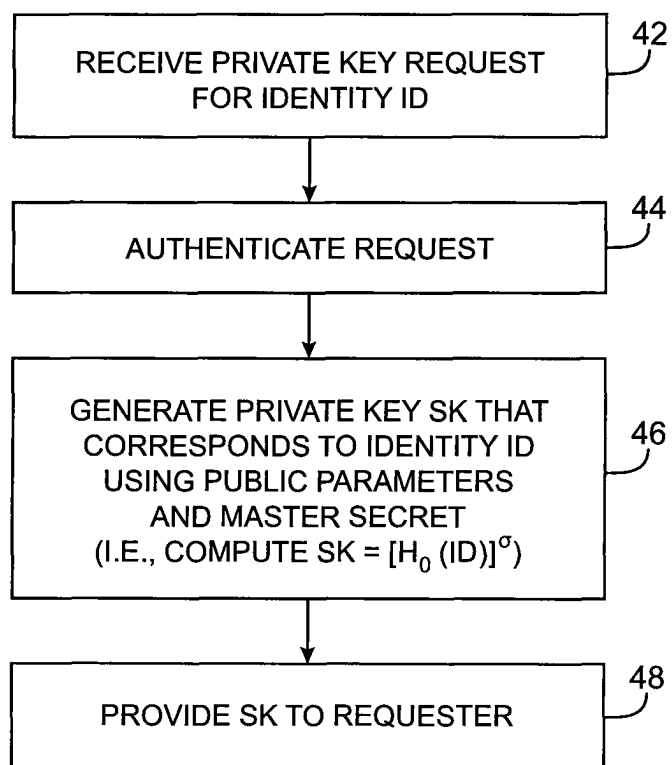 RECEIVE PRIVATE KEY REQUEST
FOR IDENTITY ID
42
AUTHENTICATE REQUEST
44
GENERATE PRIVATE KEY SK THAT
CORRESPONDS TO IDENTITY ID
USING PUBLIC PARAMETERS
AND MASTER SECRET
(I.E., COMPUTE SK = [H₀ (ID)]^σ)
46
PROVIDE SK TO REQUESTER
48